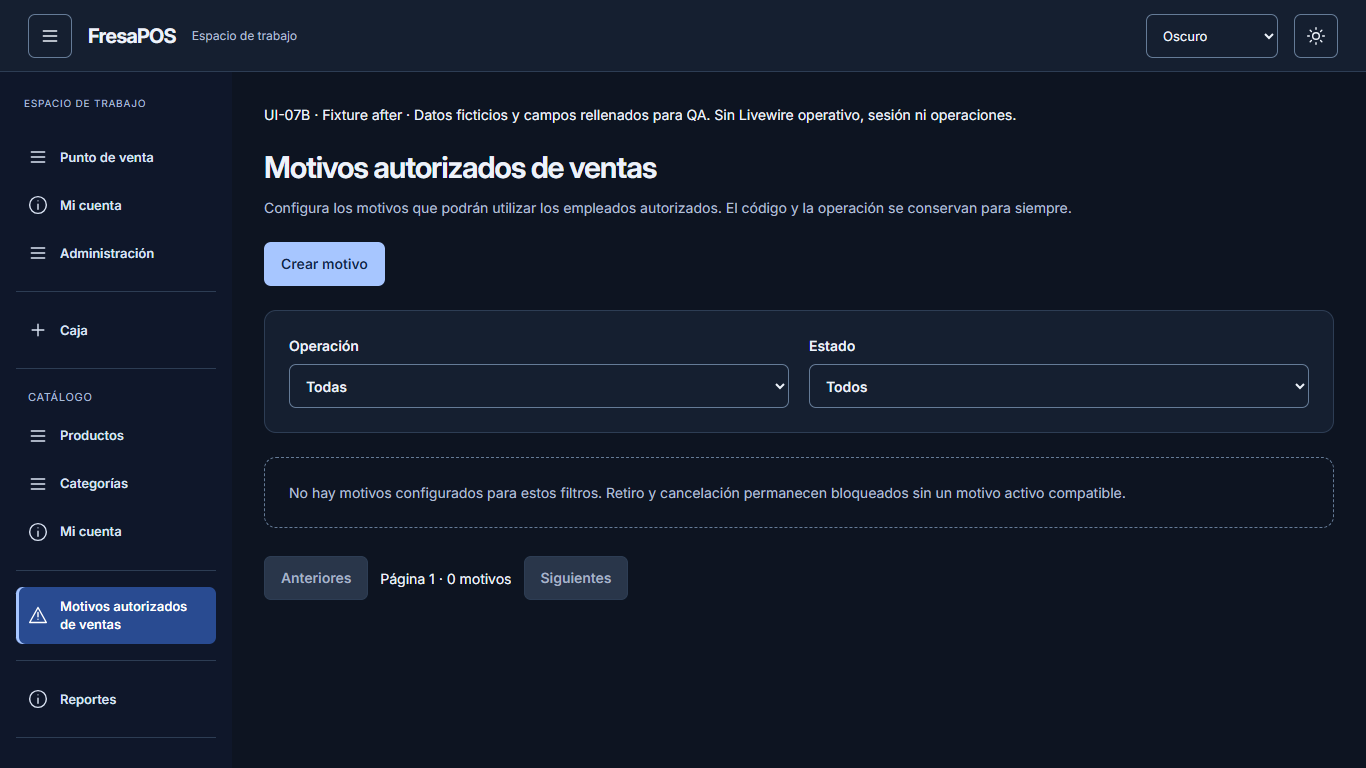 FresaPOS
Espacio de trabajo
Oscuro
ESPACIO DE TRABAJO
Punto de venta
Mi cuenta
Administración
Caja
CATÁLOGO
Productos
Categorías
Mi cuenta
Motivos autorizados
de ventas
Reportes
UI-07B · Fixture after · Datos ficticios y campos rellenados para QA. Sin Livewire operativo, sesión ni operaciones.
Motivos autorizados de ventas
Configura los motivos que podrán utilizar los empleados autorizados. El código y la operación se conservan para siempre.
Crear motivo
Operación
Todas
Estado
Todos
No hay motivos configurados para estos filtros. Retiro y cancelación permanecen bloqueados sin un motivo activo compatible.
Anteriores
Página 1 · 0 motivos
Siguientes